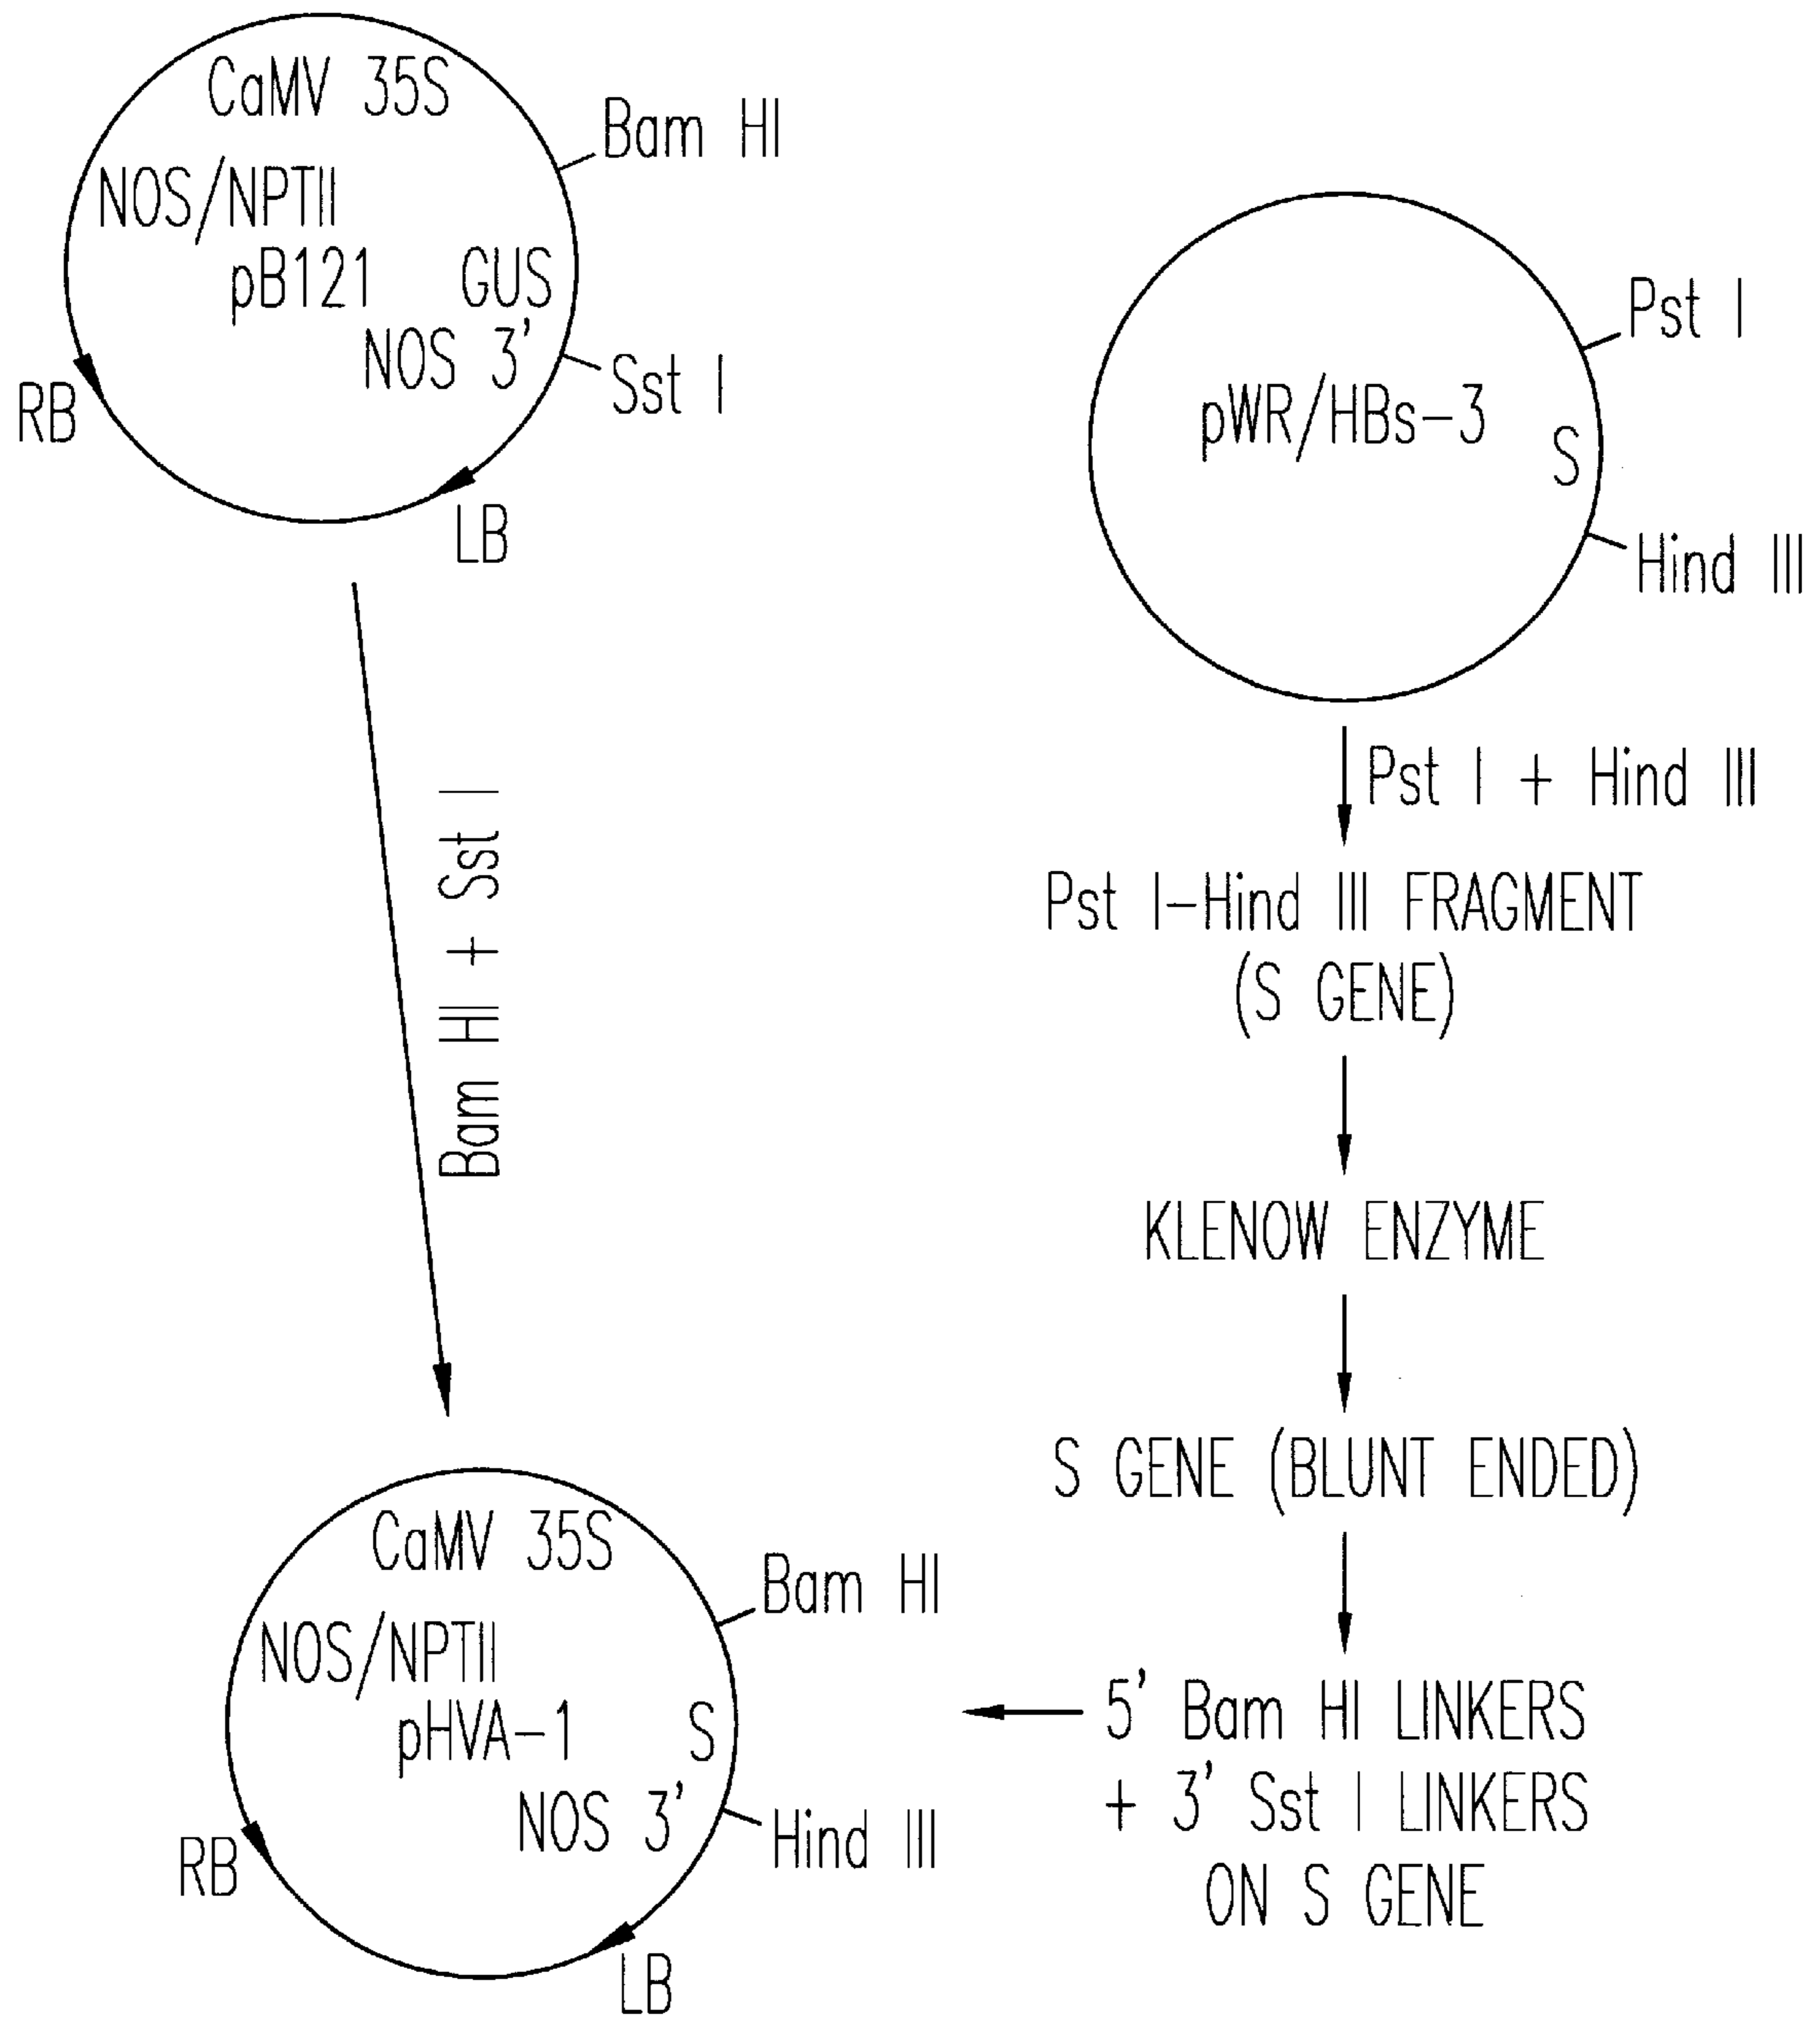 CaMV 35S
Bam HI
NOS/NPTII
pB121
GUS
NOS 3'
Sst I
RB
LB
Bam HI + Sst I
Pst I
pWR/HBs-3
S
Hind III
Pst I + Hind III
Pst I-Hind III FRAGMENT
(S GENE)
KLENOW ENZYME
S GENE (BLUNT ENDED)
5' Bam HI LINKERS
+ 3' Sst I LINKERS
ON S GENE
CaMV 35S
Bam HI
NOS/NPTII
pHVA-1
S
NOS 3'
Hind III
RB
LB